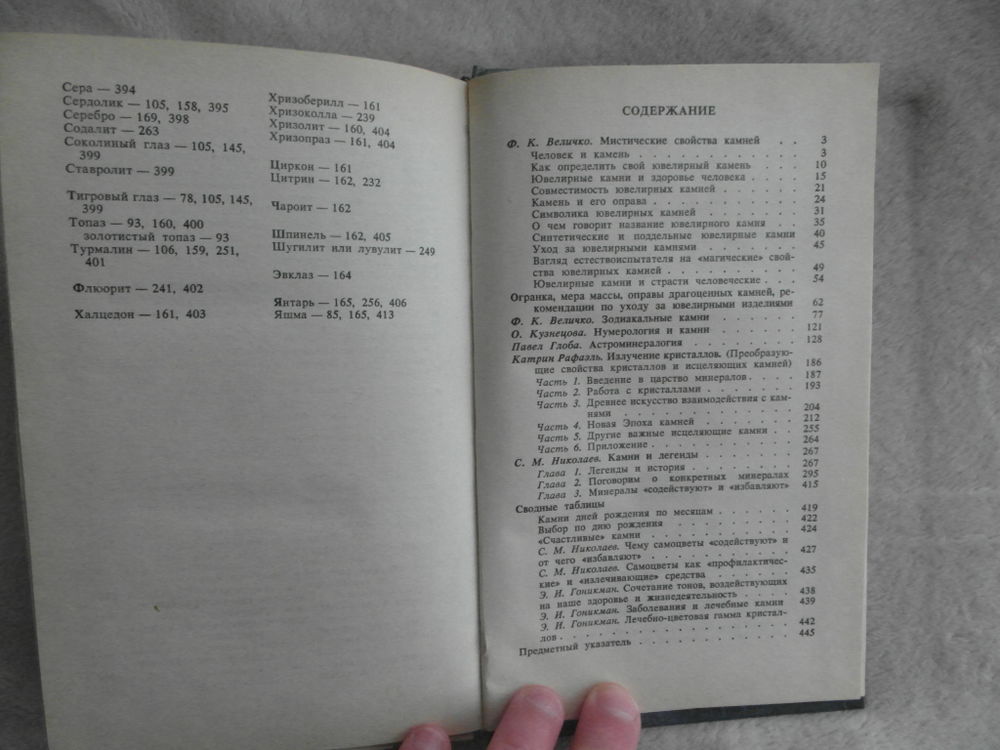 Сера — 394
Сердолик — 105, 158, 395
Серебро — 169, 398
Содалит — 263
Соколиный глаз — 105, 145,
399
Ставролит — 399
Тигровый глаз — 78, 105, 145,
399
Топаз — 93, 160, 400
золотистый топаз — 93
Турмалин — 106, 159, 251,
401
Флюорит — 241, 402
Халцедон — 161, 403
Хризоберилл — 161
Хризоколла — 239
Хризолит — 160, 404
Хризопраз — 161, 404
Циркон — 161
Цитрин — 162, 232
Чароит — 162
Шпинель — 162, 405
Шугилит или лувулит — 249
Эвклаз — 164
Янтарь — 165, 256, 406
Яшма — 85, 165, 413
СОДЕРЖАНИЕ
Ф. К. Величко. Мистические свойства камней . . 3
Человек и камень . . . . . . . . . . 3
Как определить свой ювелирный камень . . . 10
Ювелирные камни и здоровье человека . . . . 15
Совместимость ювелирных камней . . . . . 21
Камень и его оправа . . . . . . . . . 24
Символика ювелирных камней . . . . . . 31
О чем говорит название ювелирного камня . . 35
Синтетические и поддельные ювелирные камни 40
Уход за ювелирными камнями . . . . . . 45
Взгляд естествоиспытателя на «магические» свой-
ства ювелирных камней . . . . . . . . 49
Ювелирные камни и страсти человеческие . . . 54
Огранка, мера массы, оправы драгоценных камней, ре-
комендации по уходу за ювелирными изделиями 62
Ф. К. Величко. Зодиакальные камни . . . . . 77
О. Кузнецова. Нумерология и камни . . . . . 121
Павел Глоба. Астроминералогия . . . . . . 128
Катрин Рафаэль. Излучение кристаллов. (Преобразую-
щие свойства кристаллов и исцеляющих камней) 186
Часть 1. Введение в царство минералов . . . . 187
Часть 2. Работа с кристаллами . . . . . . 193
Часть 3. Древнее искусство взаимодействия с кам-
нями . . . . . . . . . . 204
Часть 4. Новая Эпоха камней . . . . . . 212
Часть 5. Другие важные исцеляющие камни . . 255
Часть 6. Приложение . . . . . . . . . 264
С. М. Николаев. Камни и легенды . . . . . . 267
Глава 1. Легенды и история . . . . . . . 267
Глава 2. Поговорим о конкретных минералах 295
Глава 3. Минералы «содействуют» и «избавляют» 415
Сводные таблицы
Камни дней рождения по месяцам . . . . . 419
Выбор по дню рождения . . . . . . . . 422
«Счастливые» камни . . . . . . . . . 424
С. М. Николаев. Чему самоцветы «содействуют» и
от чего «избавляют» . . . . . . . . . 427
С. М. Николаев. Самоцветы как «профилактичес-
кие» и «излечивающие» средства . . . . . . 435
Э. И. Гоникман. Сочетание тонов, воздействующих
на наше здоровье и жизнедеятельность . . . . 438
Э. И. Гоникман. Заболевания и лечебные камни 439
Э. И. Гоникман. Лечебно-цветовая гамма кристал-
лов . . . . . . . . . . . . . . 442
Предметный указатель . . . . . . . . . . 445